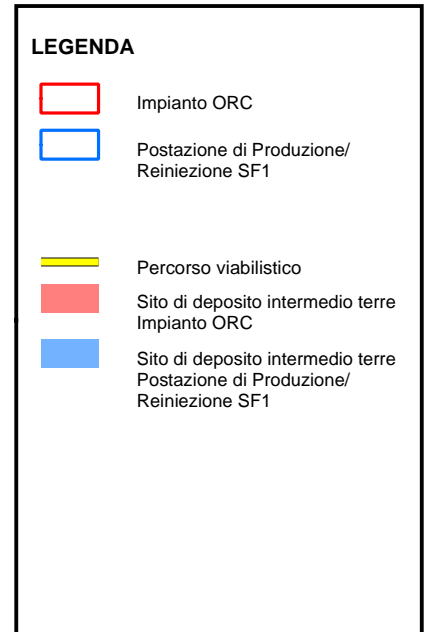 LEGENDA
Impianto ORC
Postazione di Produzione/
Reiniezione SF1
Percorso viabilistico
Sito di deposito intermedio terre
Impianto ORC
Sito di deposito intermedio terre
Postazione di Produzione/
Reiniezione SF1